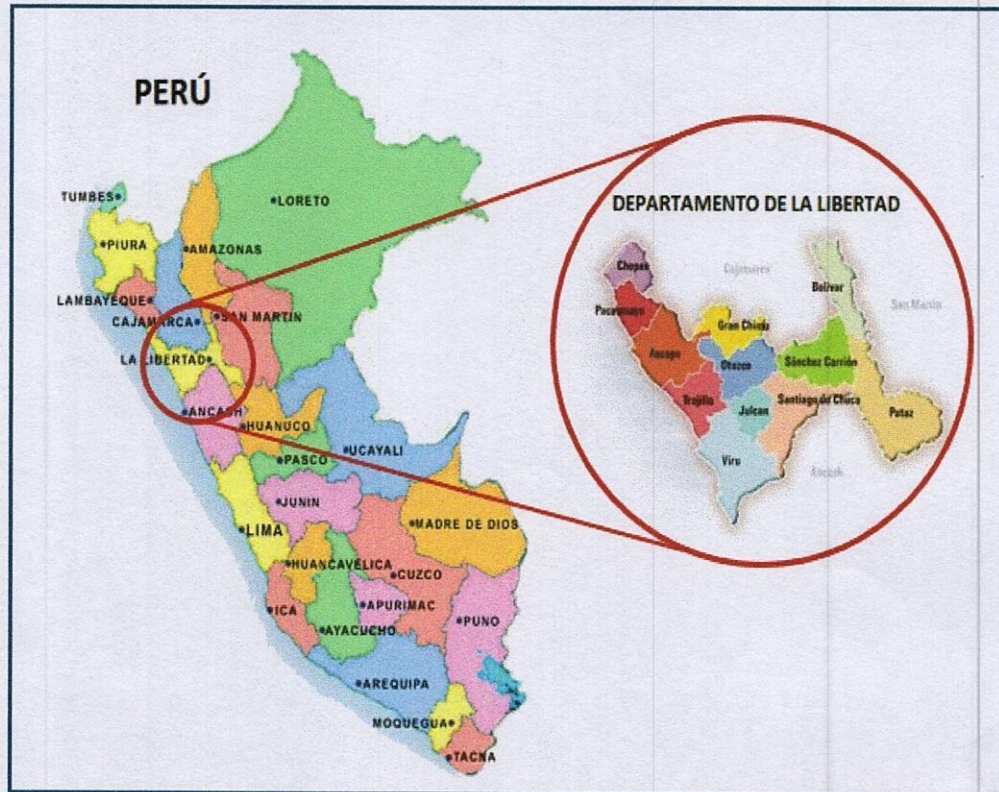 PERÚ
TUMBES
LORETO
PIURA
AMAZONAS
LAMBAYEQUE
CAJAMARCA
SAN MARTIN
LA LIBERTAD
ANCASH
HUANUCO
UCAYALI
PASCO
JUNIN
LIMA
MADRE DE DIOS
HUANCAVELICA
CUZCO
ICA
APURIMAC
AYACUCHO
PUNO
AREQUIPA
MOQUEGUA
TACNA
DEPARTAMENTO DE LA LIBERTAD
Chepen
Cajamarca
Bolivar
San Martin
Pacasmayo
Gran Chimu
Ascope
Otuzco
Sánchez Carrión
Trujillo
Julcan
Santiago de Chuco
Pataz
Viru
Ancash